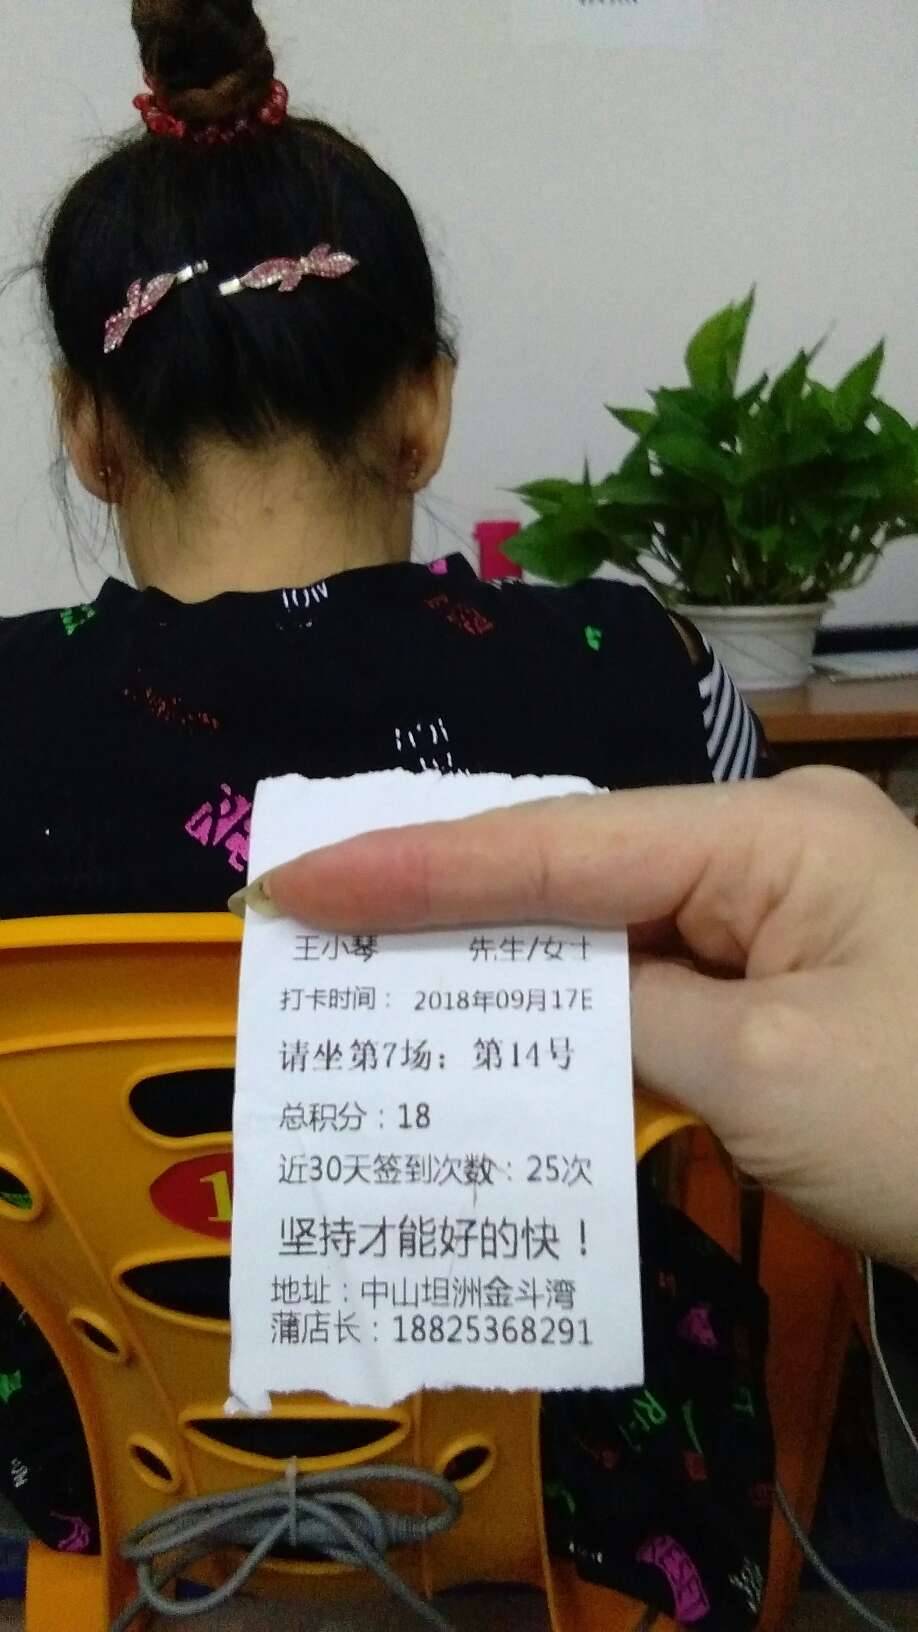 王小琴 先生/女士
打卡时间： 2018年09月17日
请坐第7场：第14号
总积分：18
近30天签到次数：25次
坚持才能好的快！
地址：中山坦洲金斗湾
蒲店长：18825368291